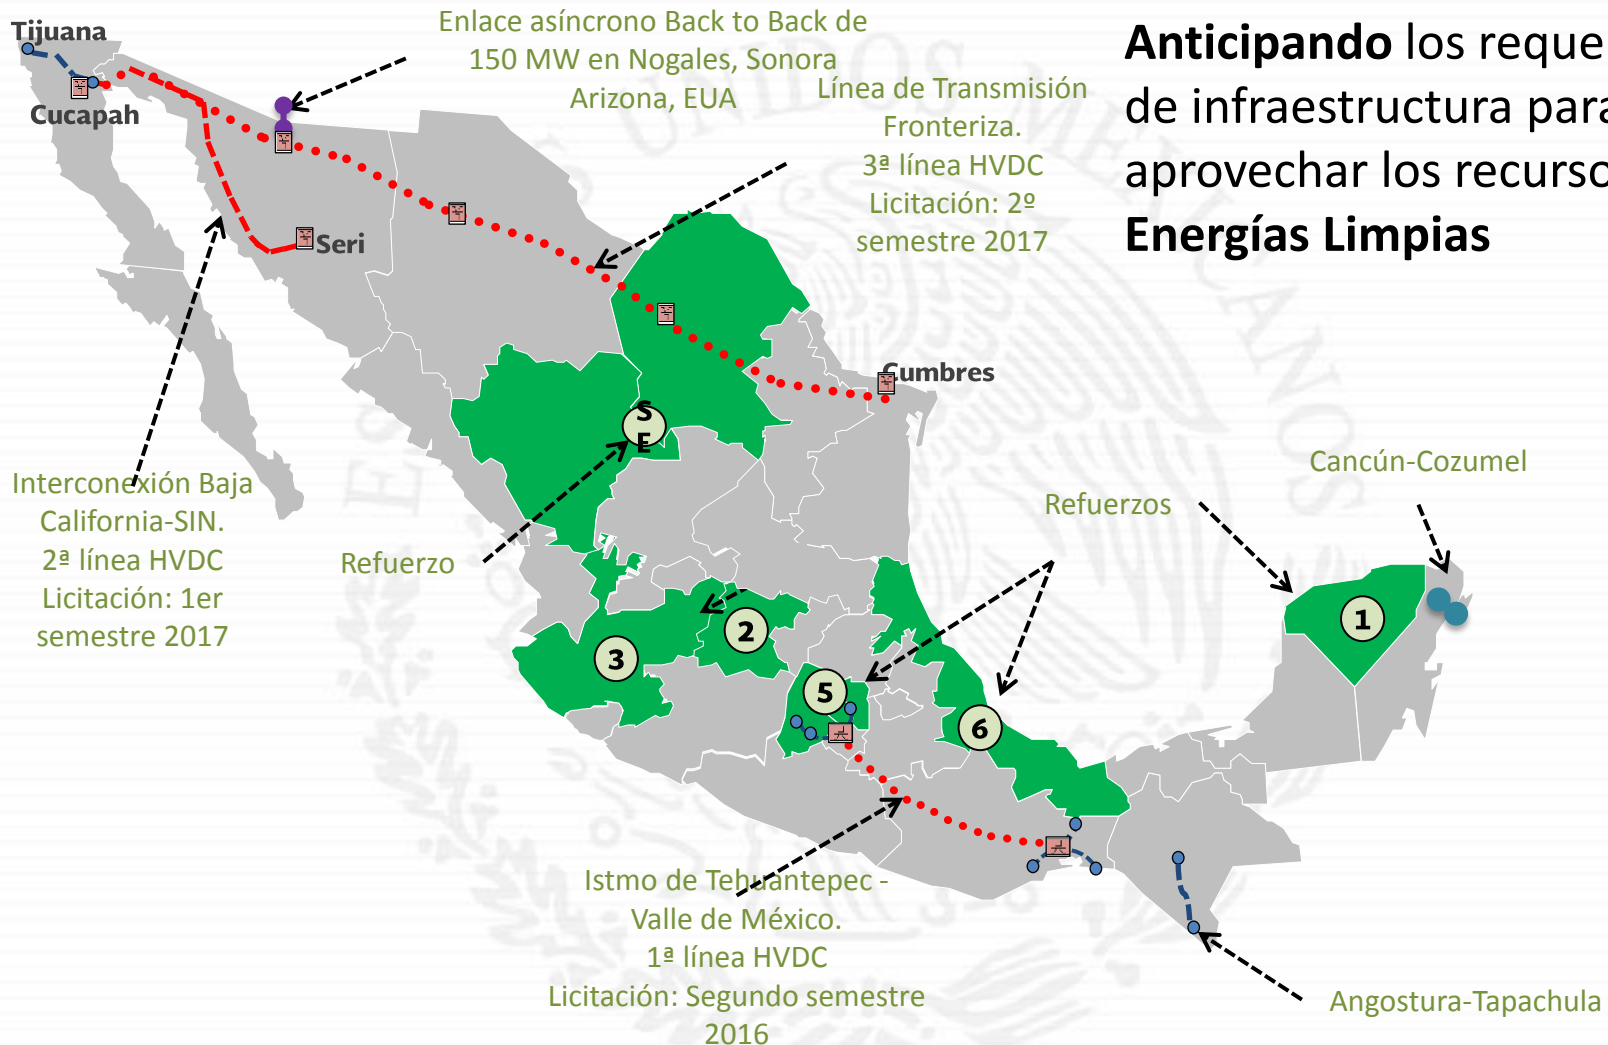 Anticipando los reque
de infraestructura para
aprovechar los recurso
Energías Limpias
Tijuana
Cucapah
Enlace asíncrono Back to Back de
150 MW en Nogales, Sonora
Arizona, EUA
Línea de Transmisión
Fronteriza.
3ª línea HVDC
Licitación: 2º
semestre 2017
Seri
Cumbres
S
E
Interconexión Baja
California-SIN.
2ª línea HVDC
Licitación: 1er
semestre 2017
Refuerzo
Refuerzos
Cancún-Cozumel
1
2
3
5
6
Istmo de Tehuantepec -
Valle de México.
1ª línea HVDC
Licitación: Segundo semestre
2016
Angostura-Tapachula
ESTADOS UNIDOS MEXICANOS